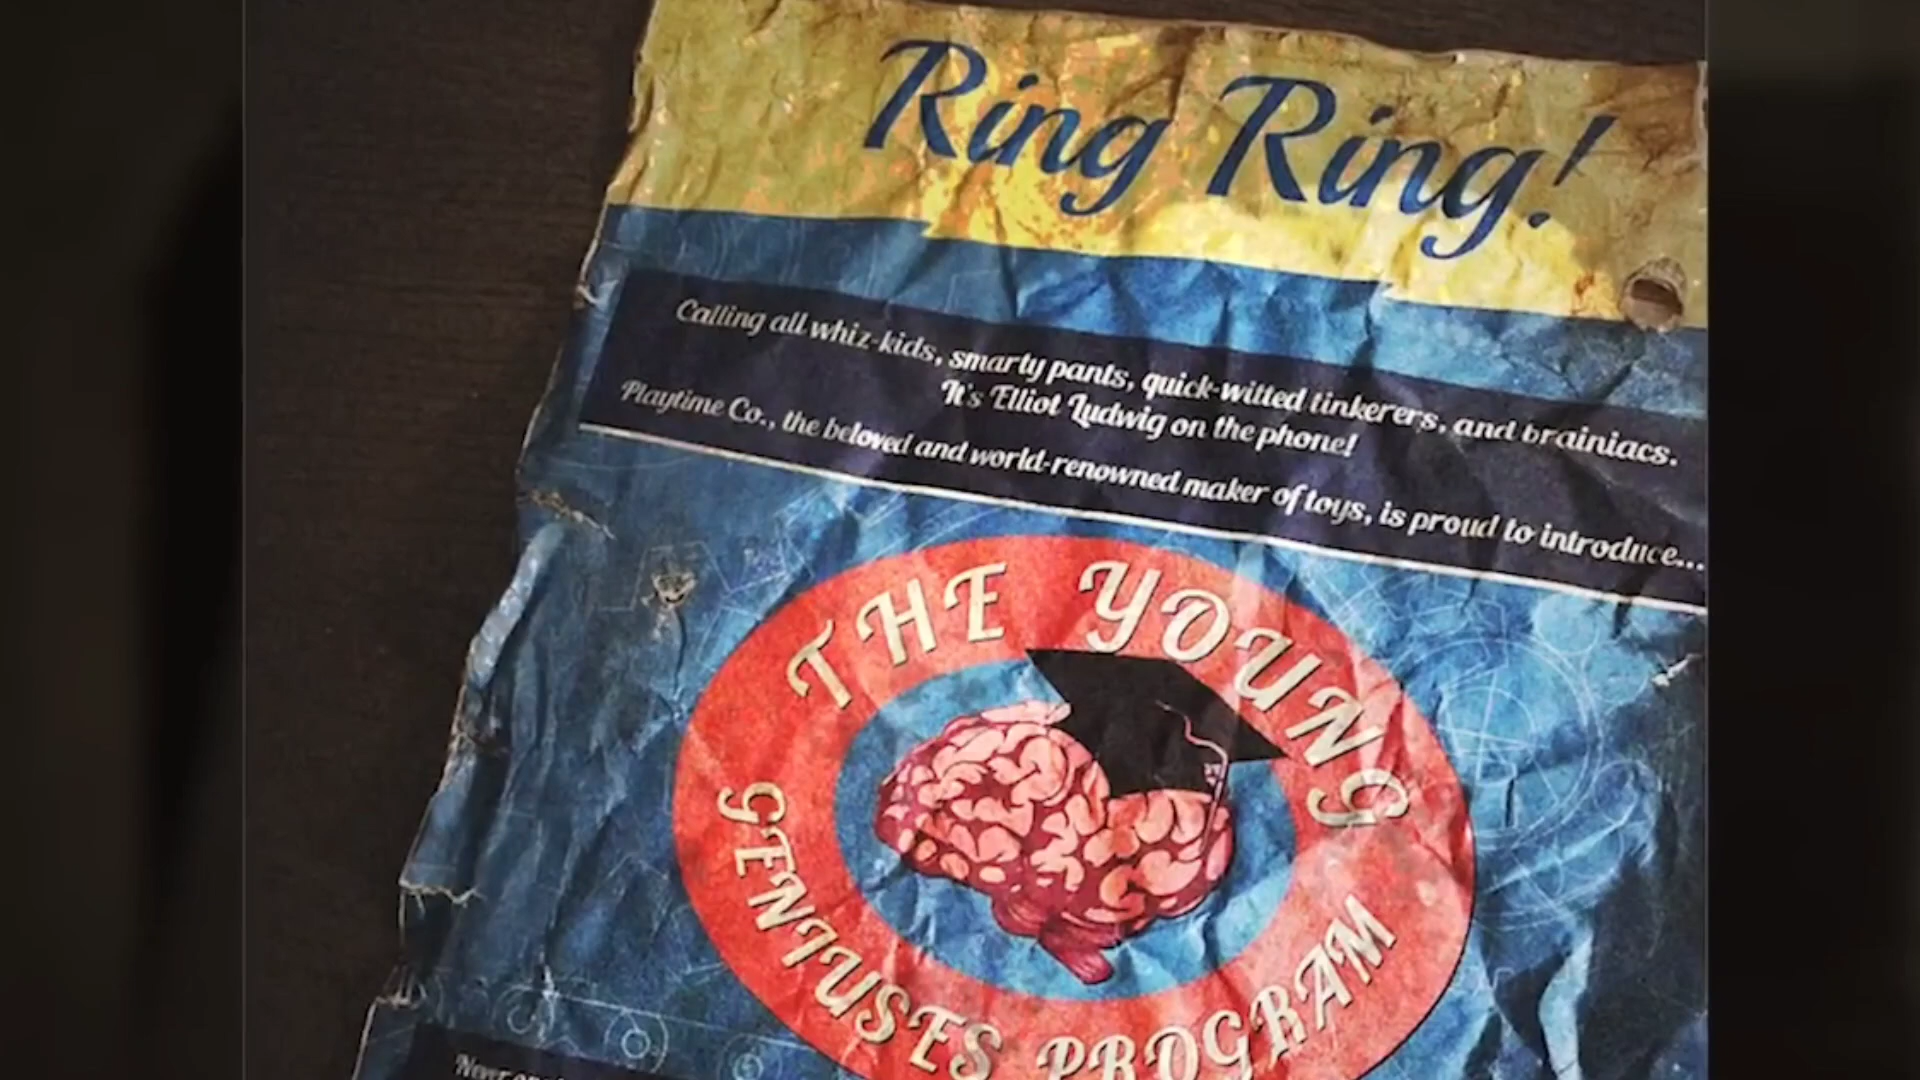 Ring Ring!
Calling all whiz-kids, smarty pants, quick-witted tinkerers, and brainiacs.
It's Elliot Ludwig on the phone!
Playtime Co., the beloved and world-renowned maker of toys, is proud to introduce...
THE YOUNG
GENIUSES PROGRAM
Never